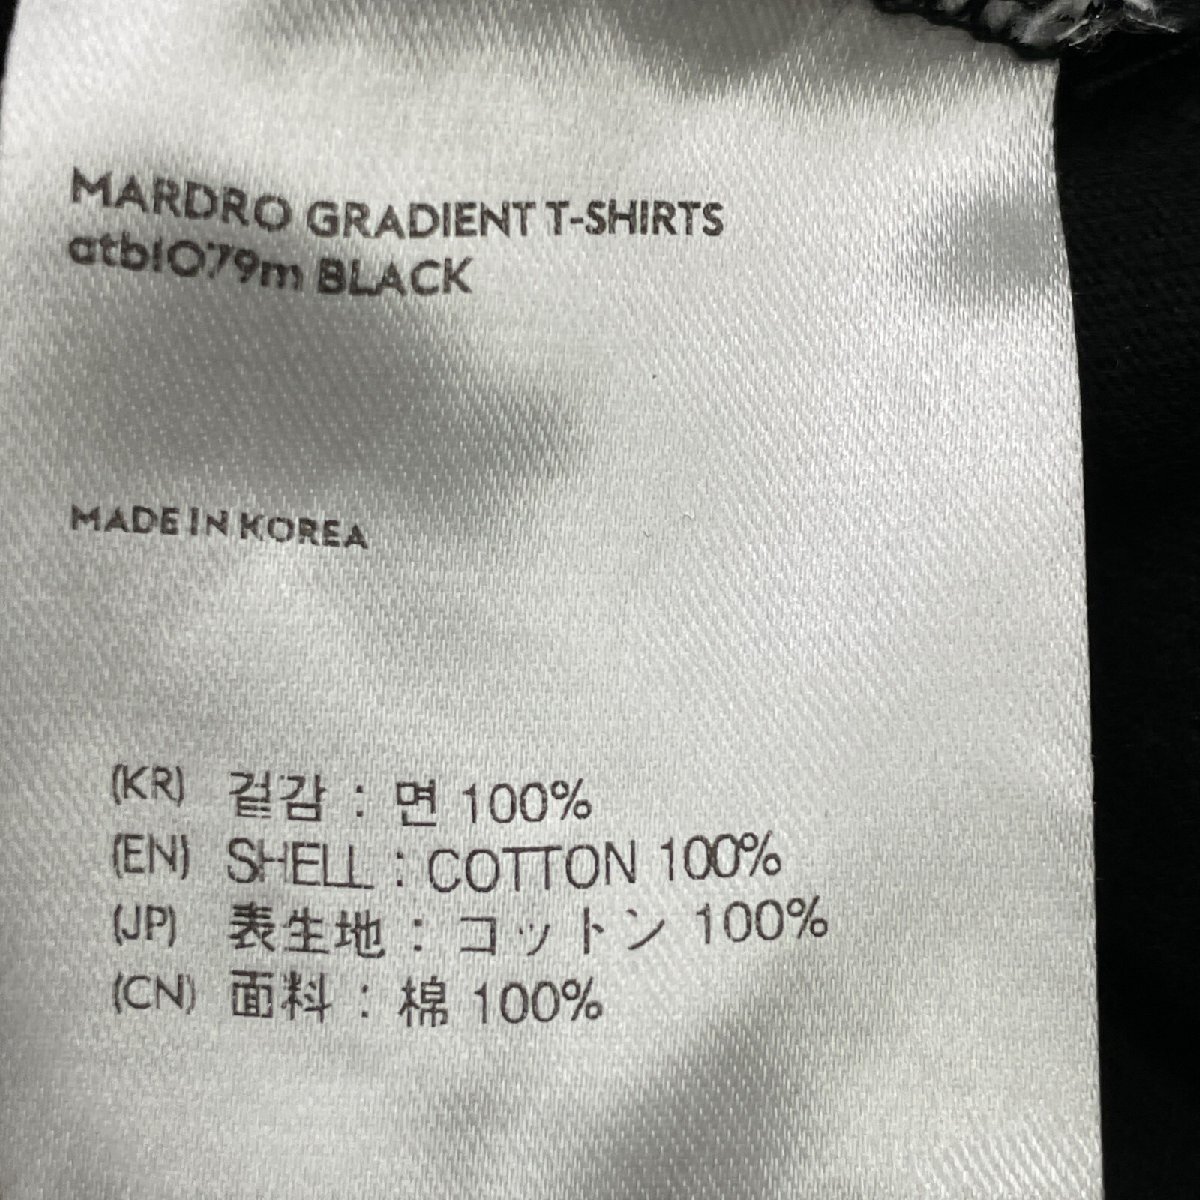 MARDRO GRADIENT T-SHIRTS
atb1079m BLACK
MADE IN KOREA
(KR) 겉감 : 면 100%
(EN) SHELL : COTTON 100%
(JP) 表生地 : コットン 100%
(CN) 面料 : 棉 100%